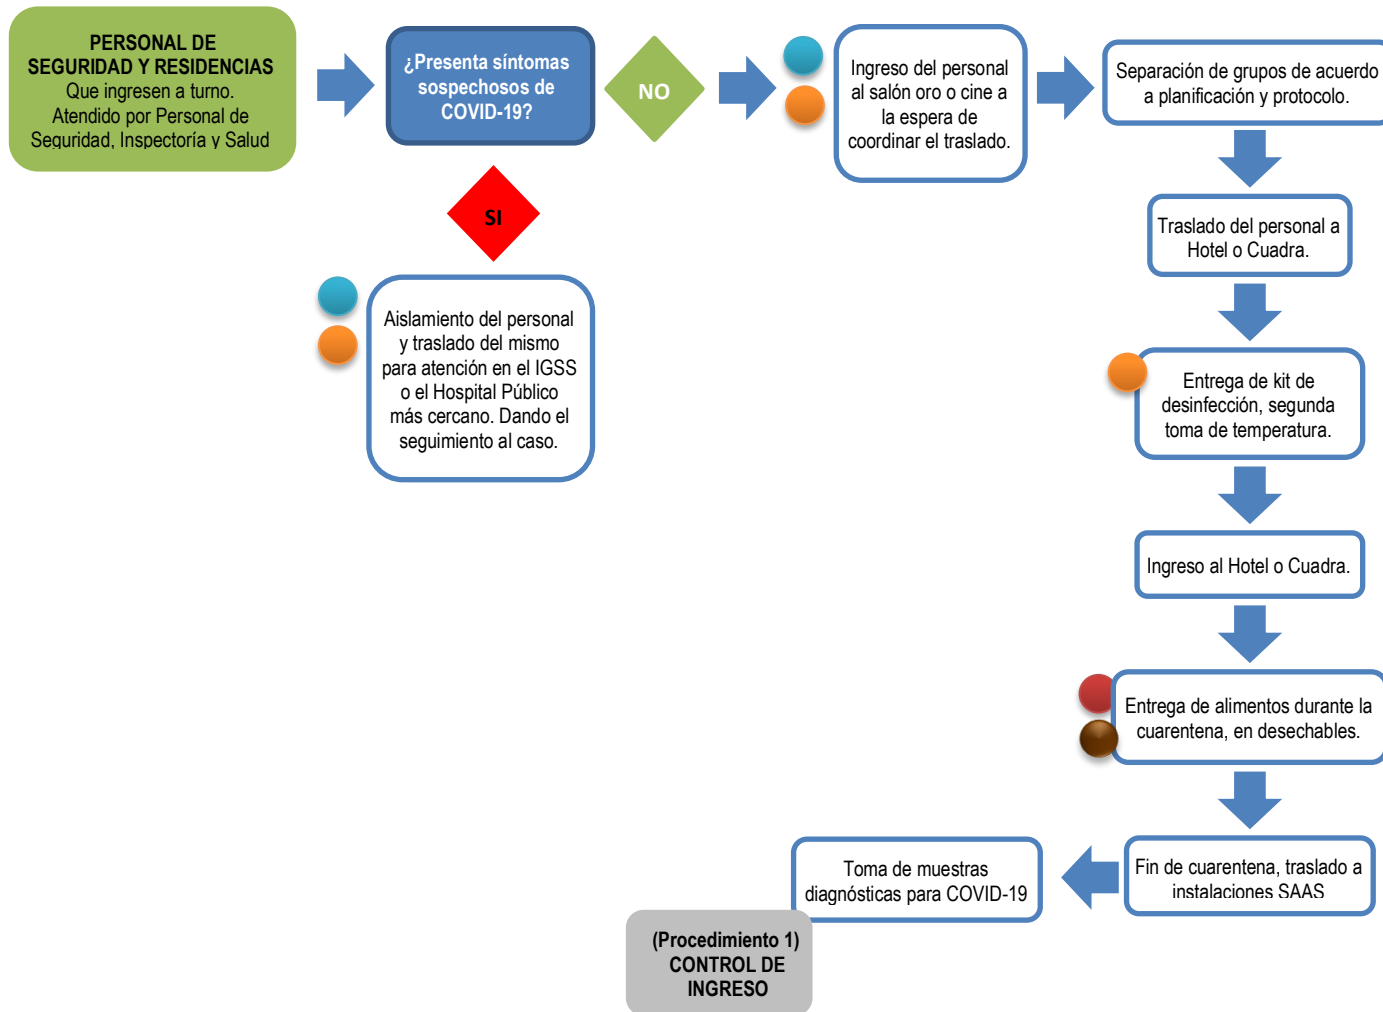 PERSONAL DE
SEGURIDAD Y RESIDENCIAS
Que ingresen a turno.
Atendido por Personal de
Seguridad, Inspectoría y Salud
¿Presenta síntomas
sospechosos de
COVID-19?
NO
Ingreso del personal
al salón oro o cine a
la espera de
coordinar el traslado.
Separación de grupos de acuerdo
a planificación y protocolo.
SI
Aislamiento del personal
y traslado del mismo
para atención en el IGSS
o el Hospital Público
más cercano. Dando el
seguimiento al caso.
Traslado del personal a
Hotel o Cuadra.
Entrega de kit de
desinfección, segunda
toma de temperatura.
Ingreso al Hotel o Cuadra.
Entrega de alimentos durante la
cuarentena, en desechables.
Fin de cuarentena, traslado a
instalaciones SAAS
Toma de muestras
diagnósticas para COVID-19
(Procedimiento 1)
CONTROL DE
INGRESO